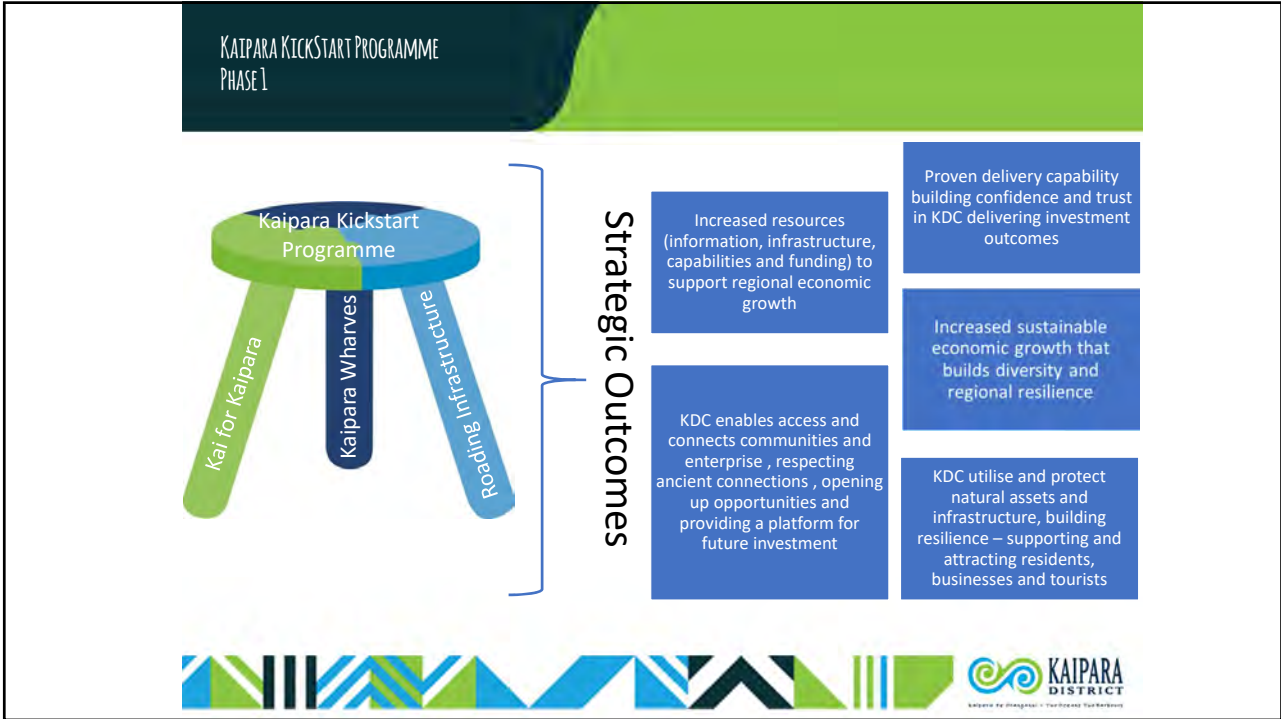 KAIPARA KICKSTART PROGRAMME
PHASE 1
Kaipara Kickstart
Programme
Kai for Kaipara
Kaipara Wharves
Roading Infrastructure
Strategic Outcomes
Increased resources
(information, infrastructure,
capabilities and funding) to
support regional economic
growth
KDC enables access and
connects communities and
enterprise , respecting
ancient connections , opening
up opportunities and
providing a platform for
future investment
Proven delivery capability
building confidence and trust
in KDC delivering investment
outcomes
Increased sustainable
economic growth that
builds diversity and
regional resilience
KDC utilise and protect
natural assets and
infrastructure, building
resilience – supporting and
attracting residents,
businesses and tourists
KAIPARA
DISTRICT